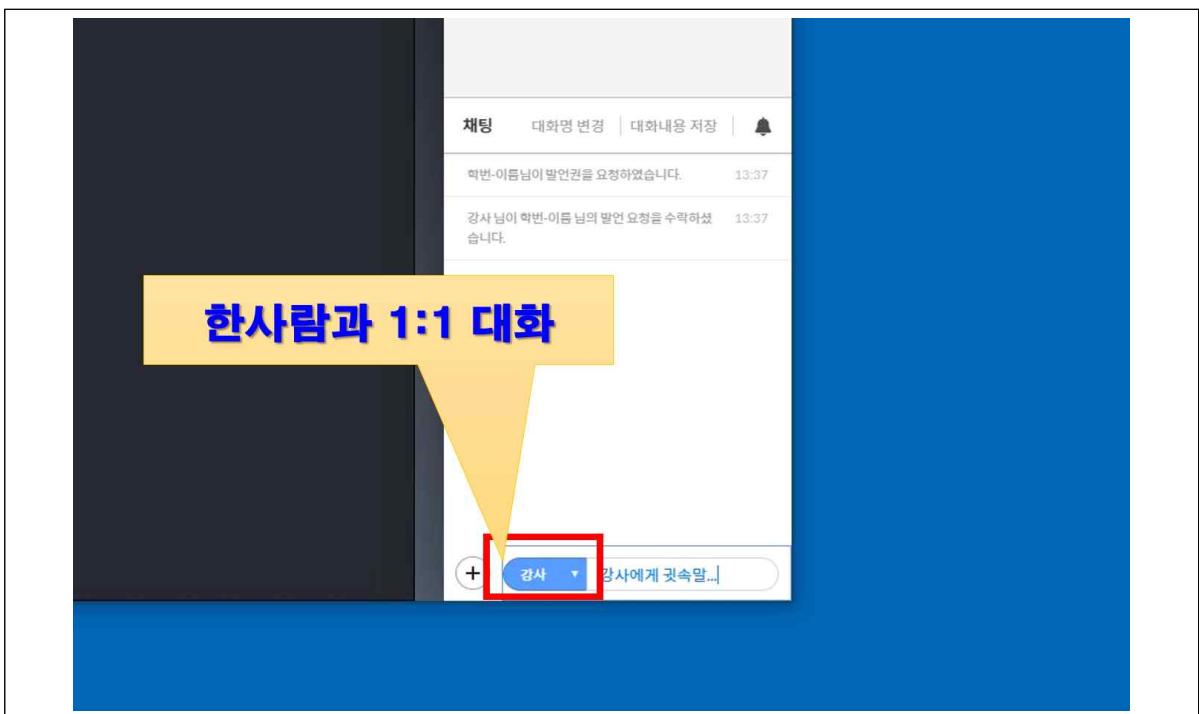 채팅 대화명 변경 대화내용 저장
학번-이름님이 발언권을 요청하였습니다. 13:37
강사 님이 학번-이름 님의 발언 요청을 수락하셨 13:37
습니다.
한사람과 1:1 대화
강사 강사에게 귓속말...